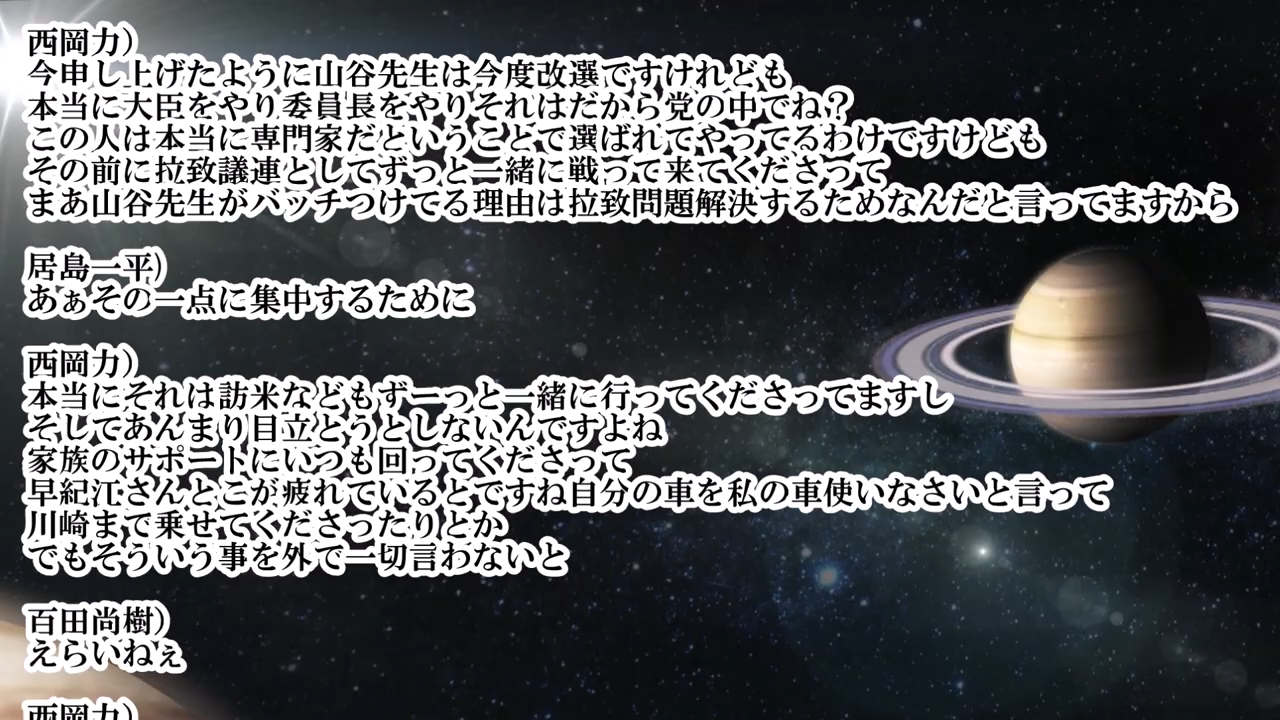 西岡力）
今申し上げたように山谷先生は今度改選ですけれども
本当に大臣をやり委員長をやりそれはだから党の中でね？
この人は本当に専門家だということで選ばれてやってるわけですけども
その前に拉致議連としてずっと一緒に戦って来てくださって
まあ山谷先生がバッチつけてる理由は拉致問題解決するためなんだと言ってますから
居島一平）
あぁその一点に集中するために
西岡力）
本当にそれは訪米などもずーっと一緒に行ってくださってますし
そしてあんまり目立とうとしないんですよね
家族のサポートにいつも回ってくださって
早紀江さんとこが疲れているとですね自分の車を私の車使いなさいと言って
川崎まで乗せてくださったりとか
でもそういう事を外で一切言わないと
百田尚樹）
えらいねぇ
西岡力）